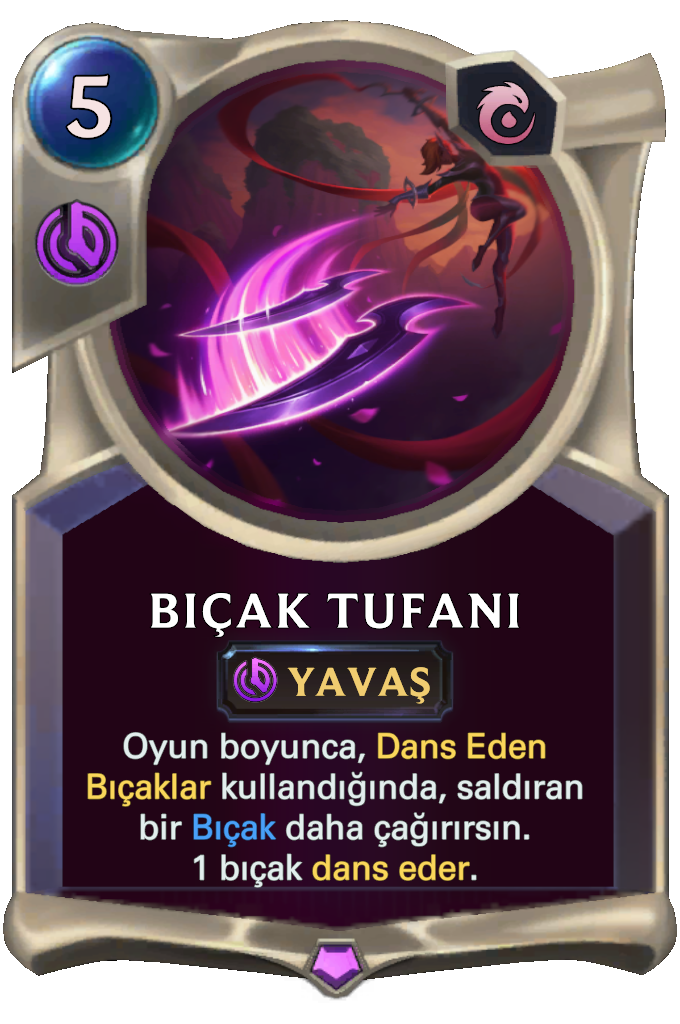 5
BIÇAK TUFANI
YAVAŞ
Oyun boyunca, Dans Eden
Bıçaklar kullandığında, saldıran
bir Bıçak daha çağırırsın.
1 bıçak dans eder.